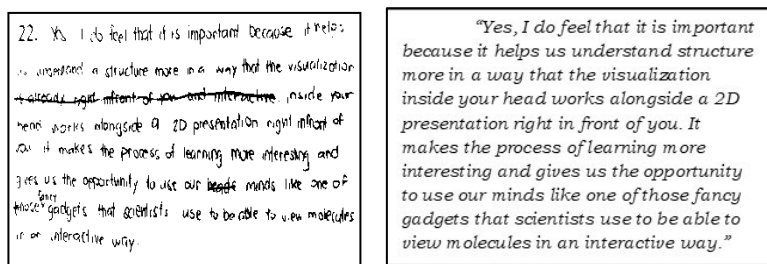 22. Yes I do feel that it is important because it helps
us understand a structure more in a way that the visualization
is already right infront of you and interactive inside your
head works alongside a 2D presentation right infront of
you it makes the process of learning more interesting and
gives us the opportunity to use our heads minds like one of
those fancy gadgets that scientists use to be able to view molecules
in an interactive way.
“Yes, I do feel that it is important
because it helps us understand structure
more in a way that the visualization
inside your head works alongside a 2D
presentation right in front of you. It
makes the process of learning more
interesting and gives us the opportunity
to use our minds like one of those fancy
gadgets that scientists use to be able to
view molecules in an interactive way.”